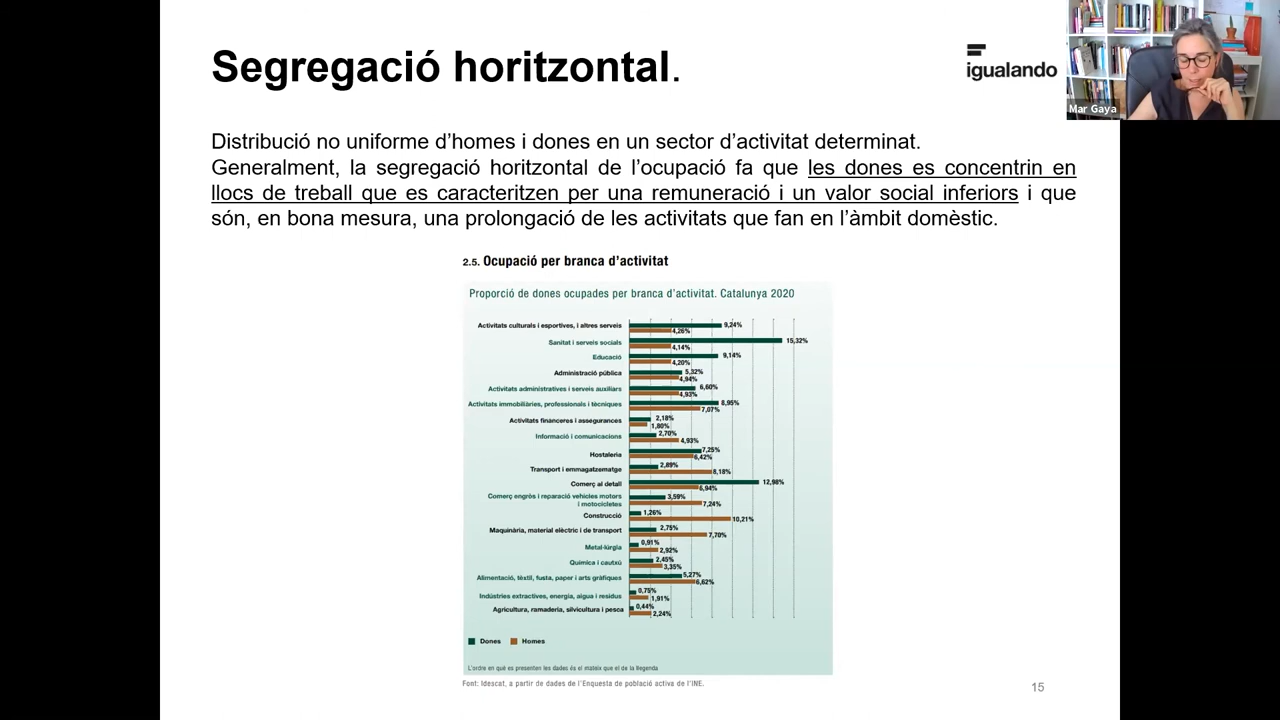 Segregació horitzontal.
igualando
Mar Gaya
Distribució no uniforme d’homes i dones en un sector d’activitat determinat.
Generalment, la segregació horitzontal de l’ocupació fa que les dones es concentrin en
llocs de treball que es caracteritzen per una remuneració i un valor social inferiors i que
són, en bona mesura, una prolongació de les activitats que fan en l’àmbit domèstic.
2.5. Ocupació per branca d’activitat
Proporció de dones ocupades per branca d’activitat. Catalunya 2020
Activitats culturals i esportives, i altres serveis 9,24%
4,26%
Sanitat i serveis socials 15,32%
4,14%
Educació 9,14%
4,20%
Administració pública 5,32%
4,94%
Activitats administratives i serveis auxiliars 6,60%
4,93%
Activitats immobiliàries, professionals i tècniques 8,95%
7,07%
Activitats financeres i assegurances 2,18%
1,80%
Informació i comunicacions 2,70%
4,93%
Hostaleria 7,25%
6,42%
Transport i emmagatzematge 2,89%
8,18%
Comerç al detall 12,98%
6,94%
Comerç engròs i reparació vehicles motors 3,59%
i motocicletes 7,24%
Construcció 1,26%
10,21%
Maquinària, material elèctric i de transport 2,75%
7,70%
Metal·lúrgia 0,91%
2,92%
Química i cautxú 2,45%
3,35%
Alimentació, tèxtil, fusta, paper i arts gràfiques 5,27%
6,62%
Indústries extractives, energia, aigua i residus 0,75%
1,91%
Agricultura, ramaderia, silvicultura i pesca 0,44%
2,24%
Dones Homes
L’ordre en què es presenten les dades és el mateix que el de la llegenda
Font: Idescat, a partir de dades de l’Enquesta de població activa de l’INE.
15